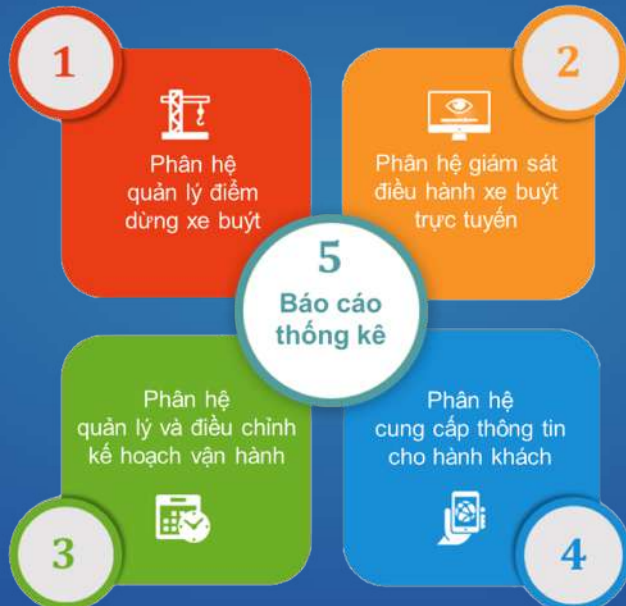 1
Phân hệ
quản lý điểm
dừng xe buýt
2
Phân hệ giám sát
điều hành xe buýt
trực tuyến
5
Báo cáo
thống kê
Phân hệ
quản lý và điều chỉnh
kế hoạch vận hành
3
Phân hệ
cung cấp thông tin
cho hành khách
4